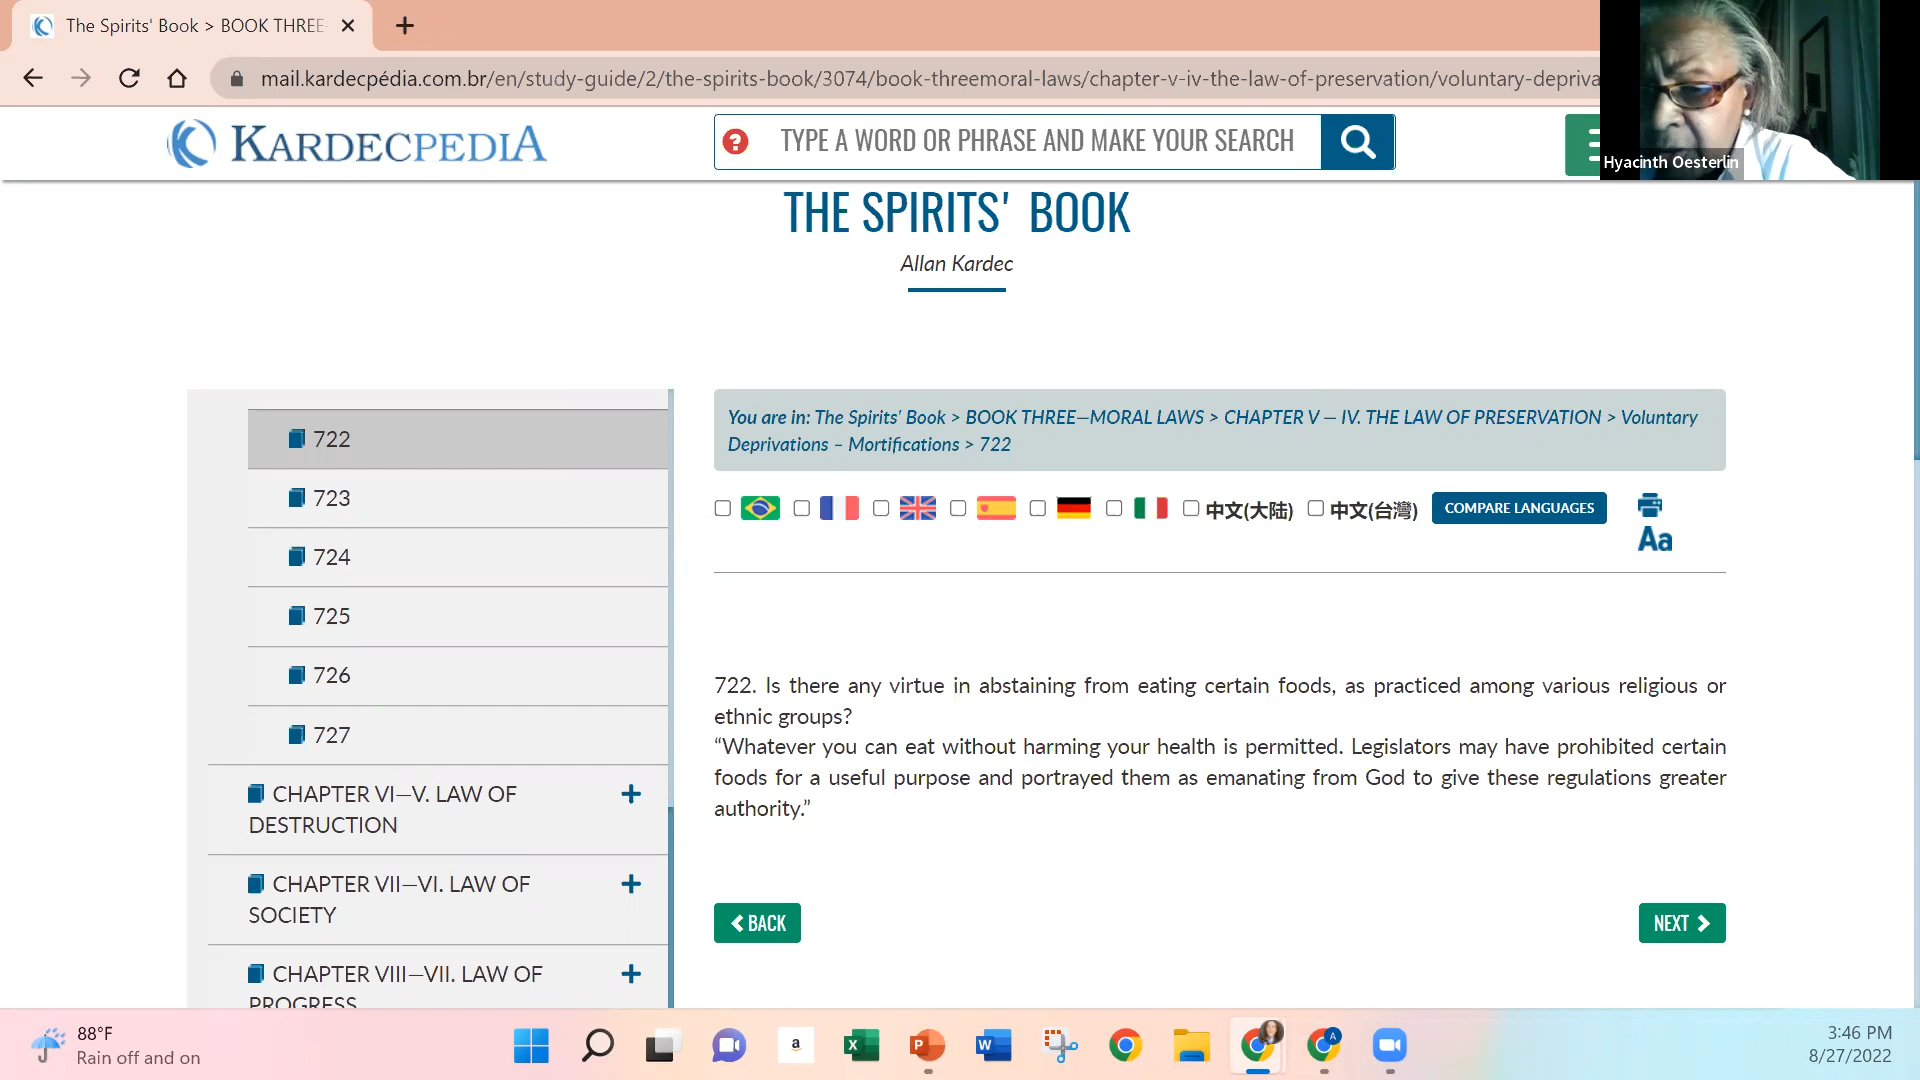 The Spirits' Book > BOOK THREE
mail.kardecpédia.com.br/en/study-guide/2/the-spirits-book/3074/book-threemoral-laws/chapter-v-iv-the-law-of-preservation/voluntary-depriva
Hyacinth Oesterlin
KARDECPEDIA
TYPE A WORD OR PHRASE AND MAKE YOUR SEARCH
THE SPIRITS' BOOK
Allan Kardec
722
723
724
725
726
727
CHAPTER VI—V. LAW OF
DESTRUCTION
CHAPTER VII—VI. LAW OF
SOCIETY
CHAPTER VIII—VII. LAW OF
PROGRESS
You are in: The Spirits' Book > BOOK THREE—MORAL LAWS > CHAPTER V — IV. THE LAW OF PRESERVATION > Voluntary
Deprivations – Mortifications > 722
中文(大陆) 中文(台灣) COMPARE LANGUAGES
Aa
722. Is there any virtue in abstaining from eating certain foods, as practiced among various religious or
ethnic groups?
“Whatever you can eat without harming your health is permitted. Legislators may have prohibited certain
foods for a useful purpose and portrayed them as emanating from God to give these regulations greater
authority.”
BACK
NEXT
88°F
Rain off and on
3:46 PM
8/27/2022